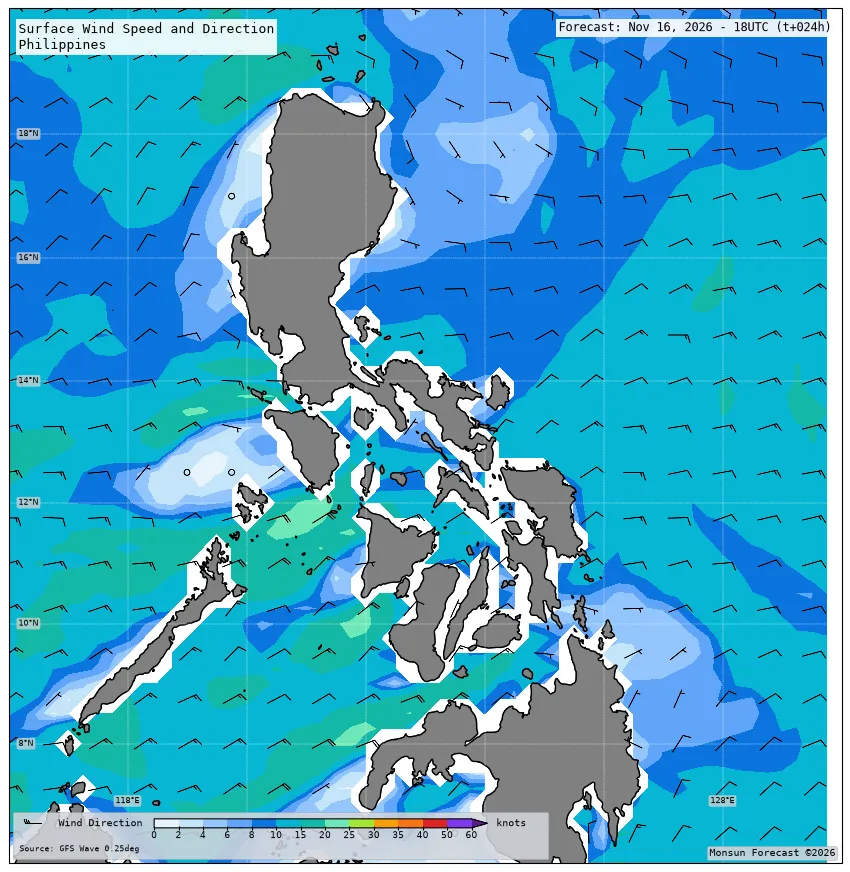 Surface Wind Speed and Direction
Philippines
Forecast: Nov 16, 2026 - 18UTC (t+024h)
18°N
16°N
14°N
12°N
10°N
8°N
118°E
128°E
Wind Direction
knots
0 2 4 6 8 10 15 20 25 30 35 40 50 60
Source: GFS Wave 0.25deg
Monsun Forecast ©2026